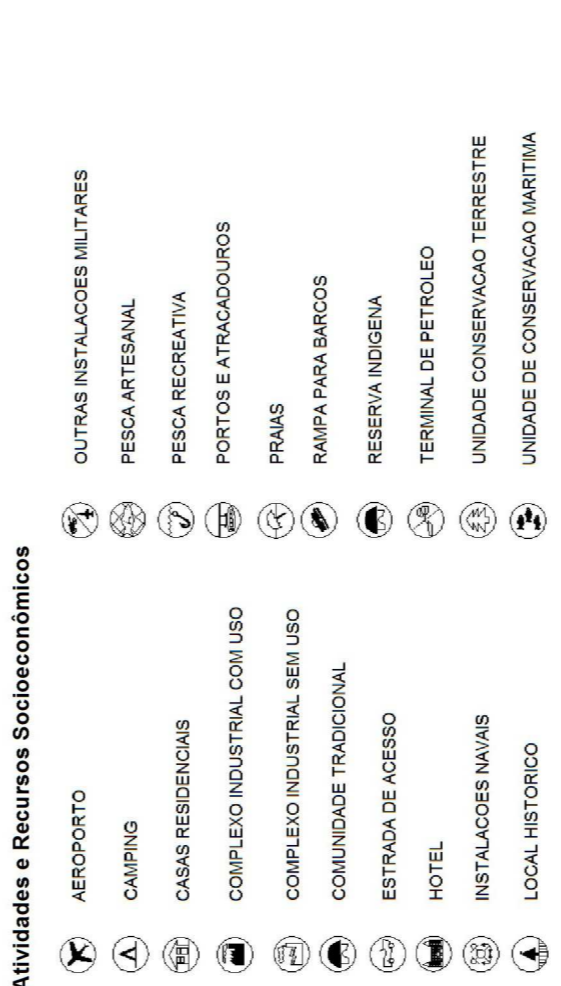 Atividades e Recursos Socioeconômicos
AEROPORTO
CAMPING
CASAS RESIDENCIAIS
COMPLEXO INDUSTRIAL COM USO
COMPLEXO INDUSTRIAL SEM USO
COMUNIDADE TRADICIONAL
ESTRADA DE ACESSO
HOTEL
INSTALACOES NAVAIS
LOCAL HISTORICO
OUTRAS INSTALACOES MILITARES
PESCA ARTESANAL
PESCA RECREATIVA
PORTOS E ATRACADOUROS
PRAIAS
RAMPA PARA BARCOS
RESERVA INDIGENA
TERMINAL DE PETROLEO
UNIDADE CONSERVACAO TERRESTRE
UNIDADE DE CONSERVACAO MARITIMA